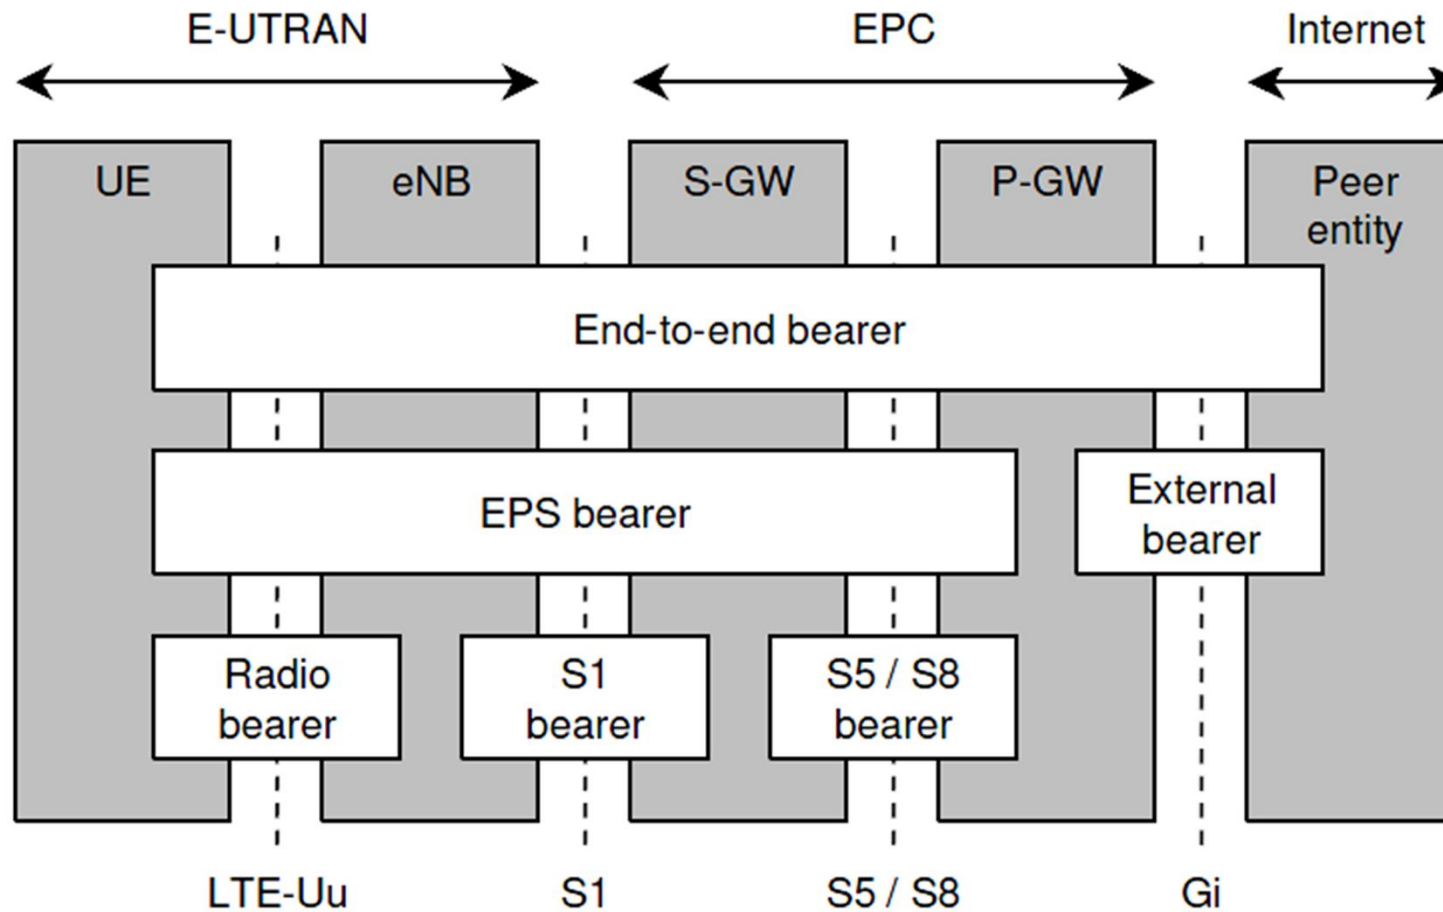 E-UTRAN
EPC
Internet
UE
eNB
S-GW
P-GW
Peer
entity
End-to-end bearer
EPS bearer
External
bearer
Radio
bearer
S1
bearer
S5 / S8
bearer
LTE-Uu
S1
S5 / S8
Gi